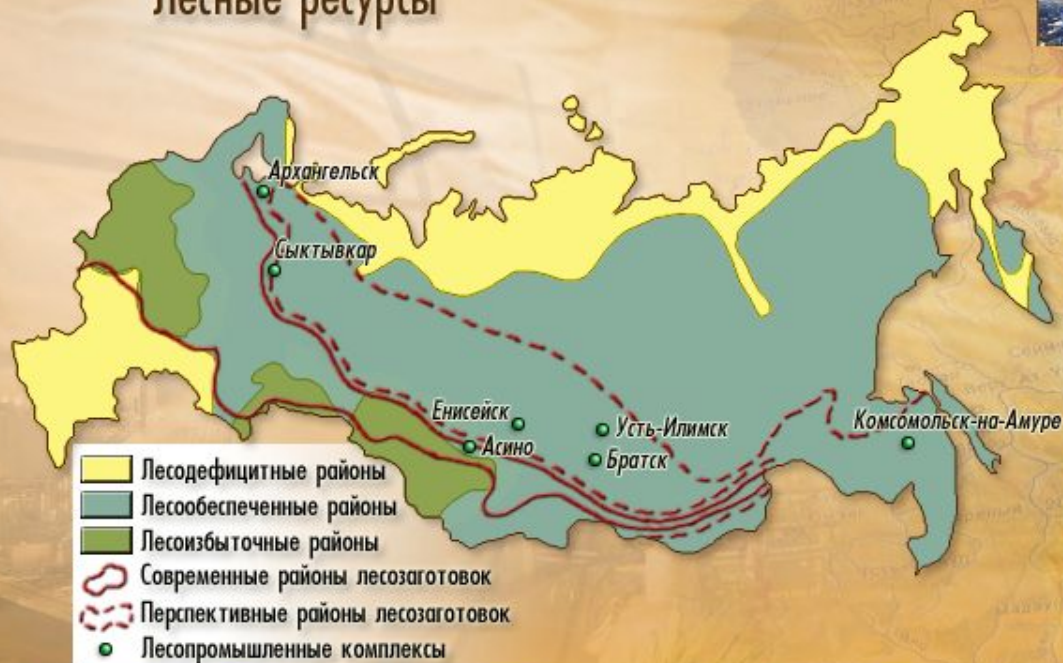 Лесные ресурсы
Архангельск
Сыктывкар
Енисейск
Усть-Илимск
Комсомольск-на-Амуре
Асино
Братск
Лесодефицитные районы
Лесообеспеченные районы
Лесоизбыточные районы
Современные районы лесозаготовок
Перспективные районы лесозаготовок
Лесопромышленные комплексы